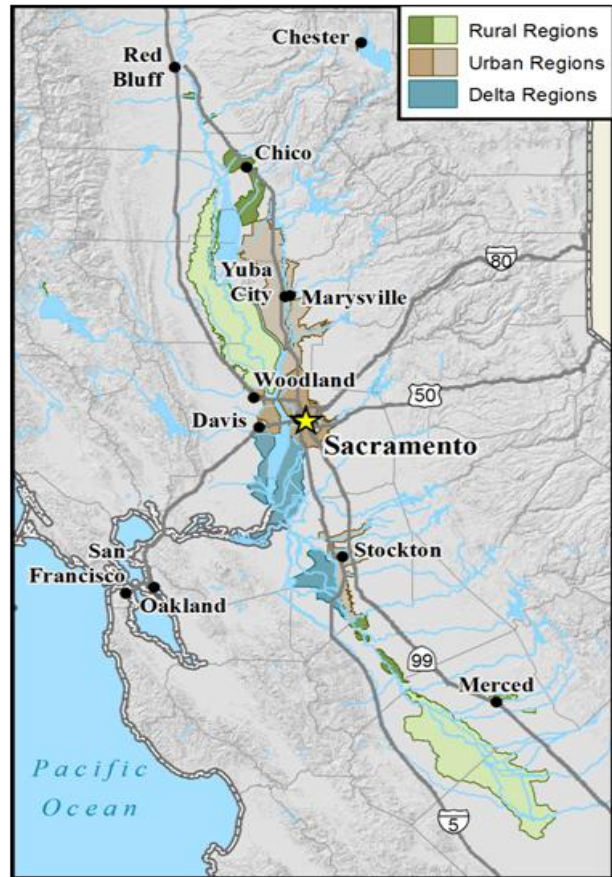 Rural Regions
Urban Regions
Delta Regions
Chester
Red
Bluff
Chico
80
Yuba
City
Marysville
Woodland
50
Davis
Sacramento
San
Francisco
Stockton
Oakland
99
Merced
Pacific
Ocean
5